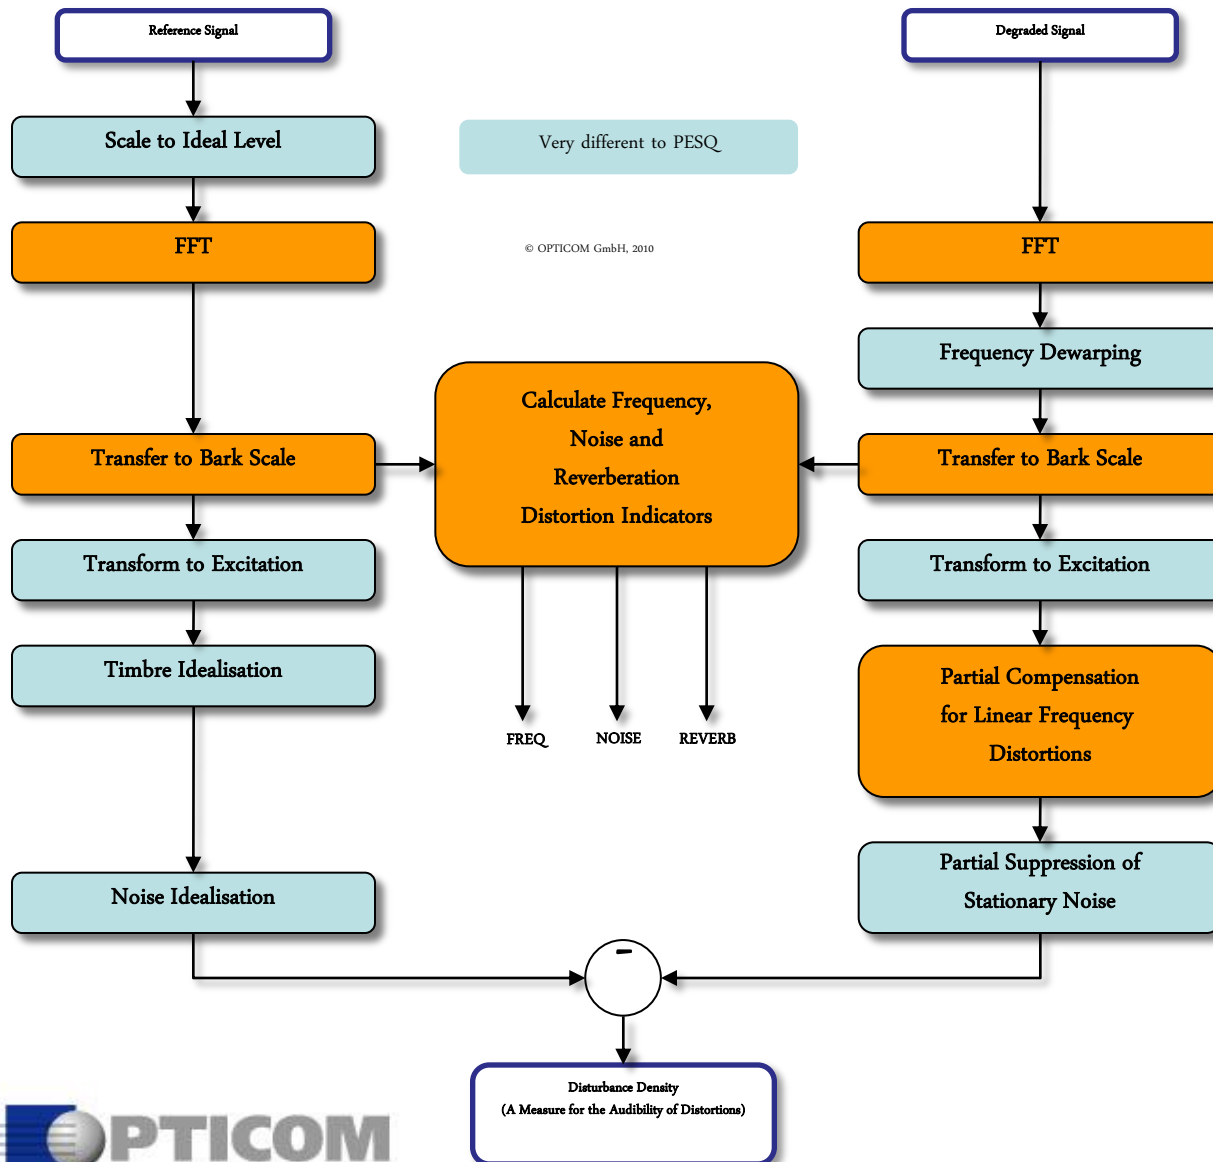 Reference Signal
Degraded Signal
Scale to Ideal Level
Very different to PESQ
FFT
© OPTICOM GmbH, 2010
FFT
Frequency Dewarping
Calculate Frequency,
Noise and
Reverberation
Distortion Indicators
Transfer to Bark Scale
Transfer to Bark Scale
Transform to Excitation
Transform to Excitation
Timbre Idealisation
Partial Compensation
for Linear Frequency
Distortions
FREQ
NOISE
REVERB
Noise Idealisation
Partial Suppression of
Stationary Noise
-
Disturbance Density
(A Measure for the Audibility of Distortions)
OPTICOM